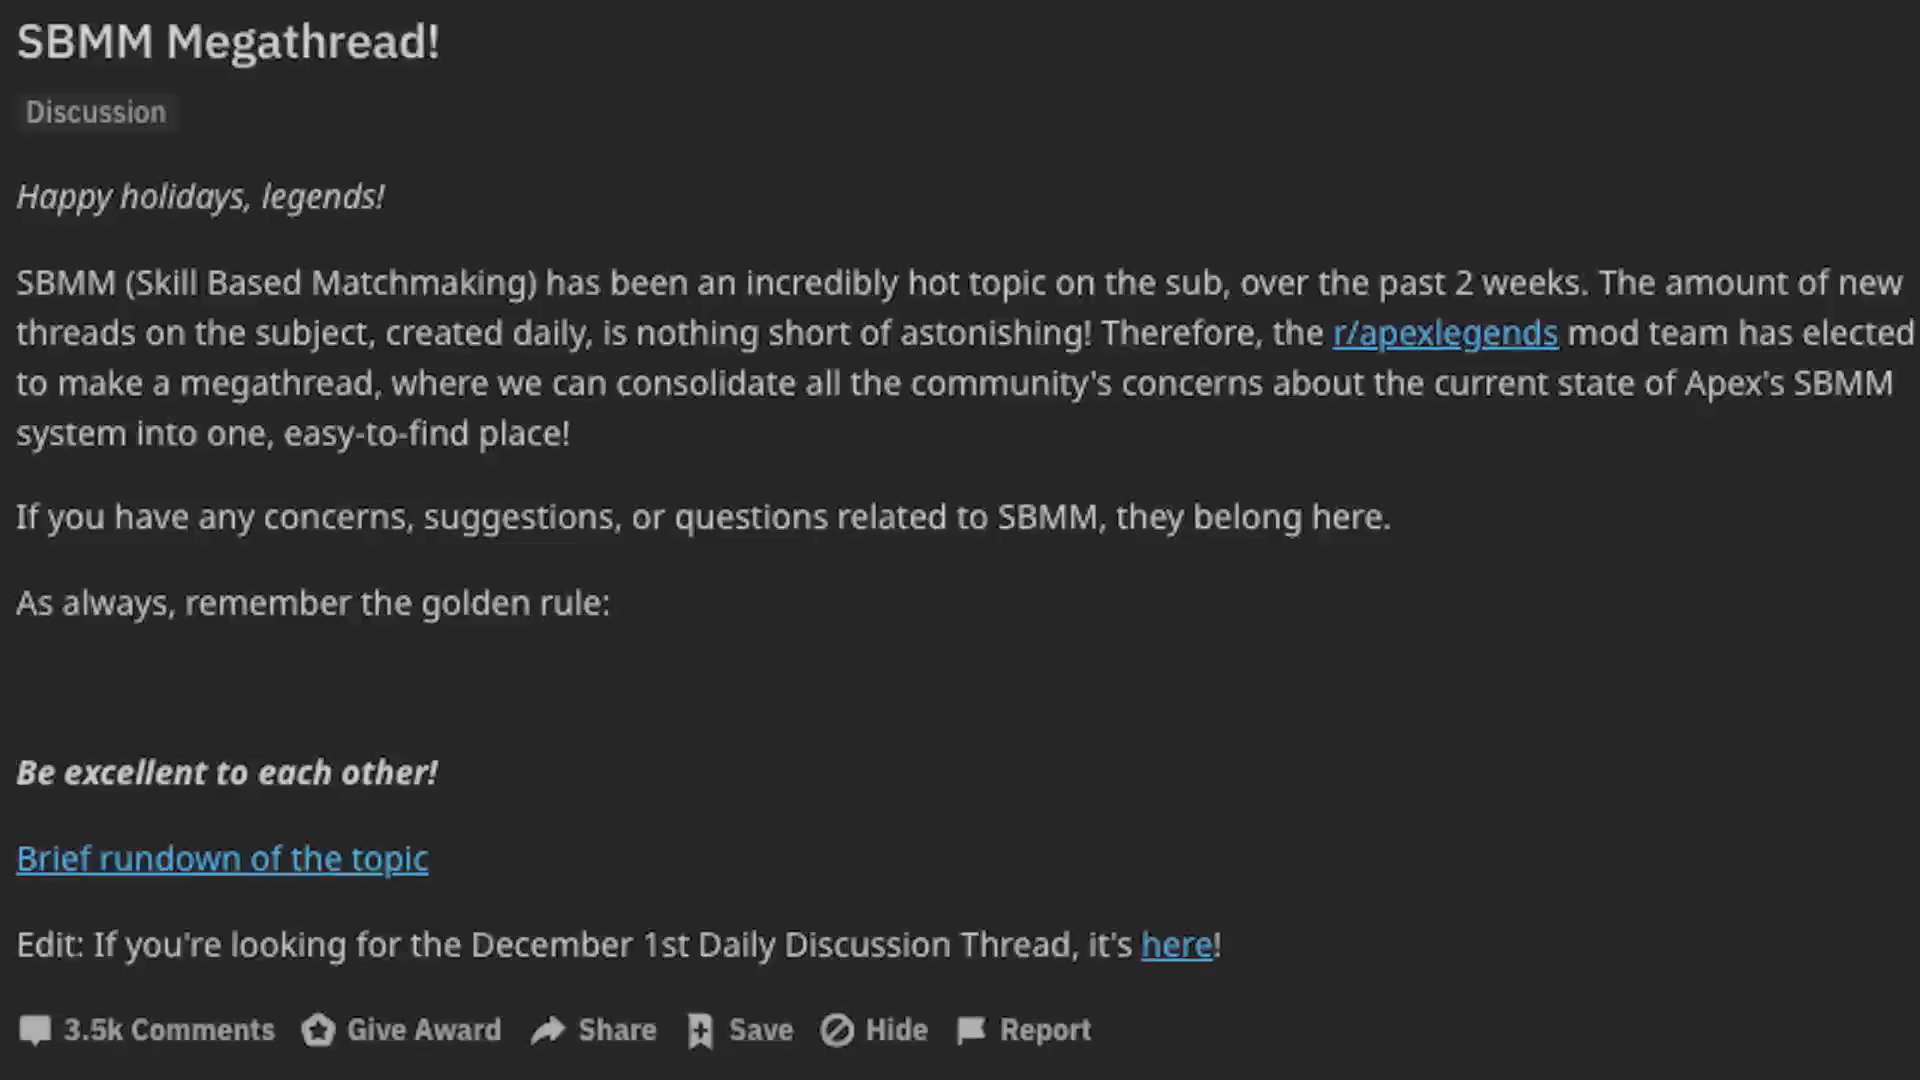 SBMM Megathread!
Discussion
Happy holidays, legends!
SBMM (Skill Based Matchmaking) has been an incredibly hot topic on the sub, over the past 2 weeks. The amount of new
threads on the subject, created daily, is nothing short of astonishing! Therefore, the r/apexlegends mod team has elected
to make a megathread, where we can consolidate all the community's concerns about the current state of Apex's SBMM
system into one, easy-to-find place!
If you have any concerns, suggestions, or questions related to SBMM, they belong here.
As always, remember the golden rule:
Be excellent to each other!
Brief rundown of the topic
Edit: If you're looking for the December 1st Daily Discussion Thread, it's here!
3.5k Comments Give Award Share Save Hide Report